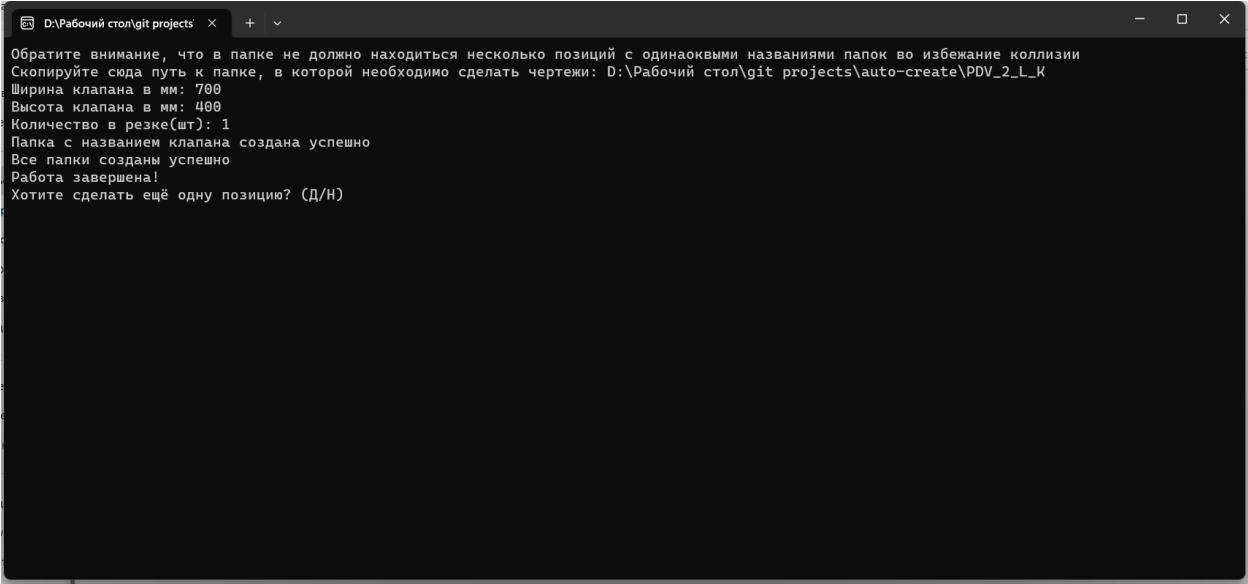 D:\Рабочий стол\git projects'
Обратите внимание, что в папке не должно находиться несколько позиций с одинаоквыми названиями папок во избежание коллизии
Скопируйте сюда путь к папке, в которой необходимо сделать чертежи: D:\Рабочий стол\git projects\auto-create\PDV_2_L_K
Ширина клапана в мм: 700
Высота клапана в мм: 400
Количество в резке(шт): 1
Папка с названием клапана создана успешно
Все папки созданы успешно
Работа завершена!
Хотите сделать ещё одну позицию? (Д/Н)